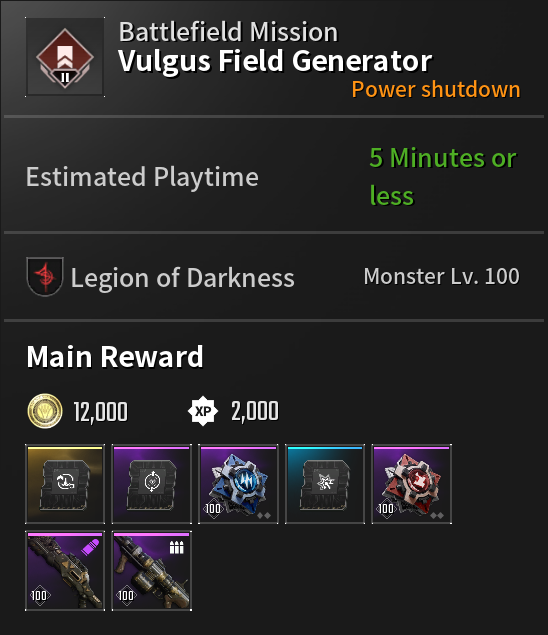 Battlefield Mission
Vulgus Field Generator
II
Power shutdown
Estimated Playtime
5 Minutes or
less
Legion of Darkness
Monster Lv. 100
Main Reward
12,000
XP
2,000
100
100
100
100